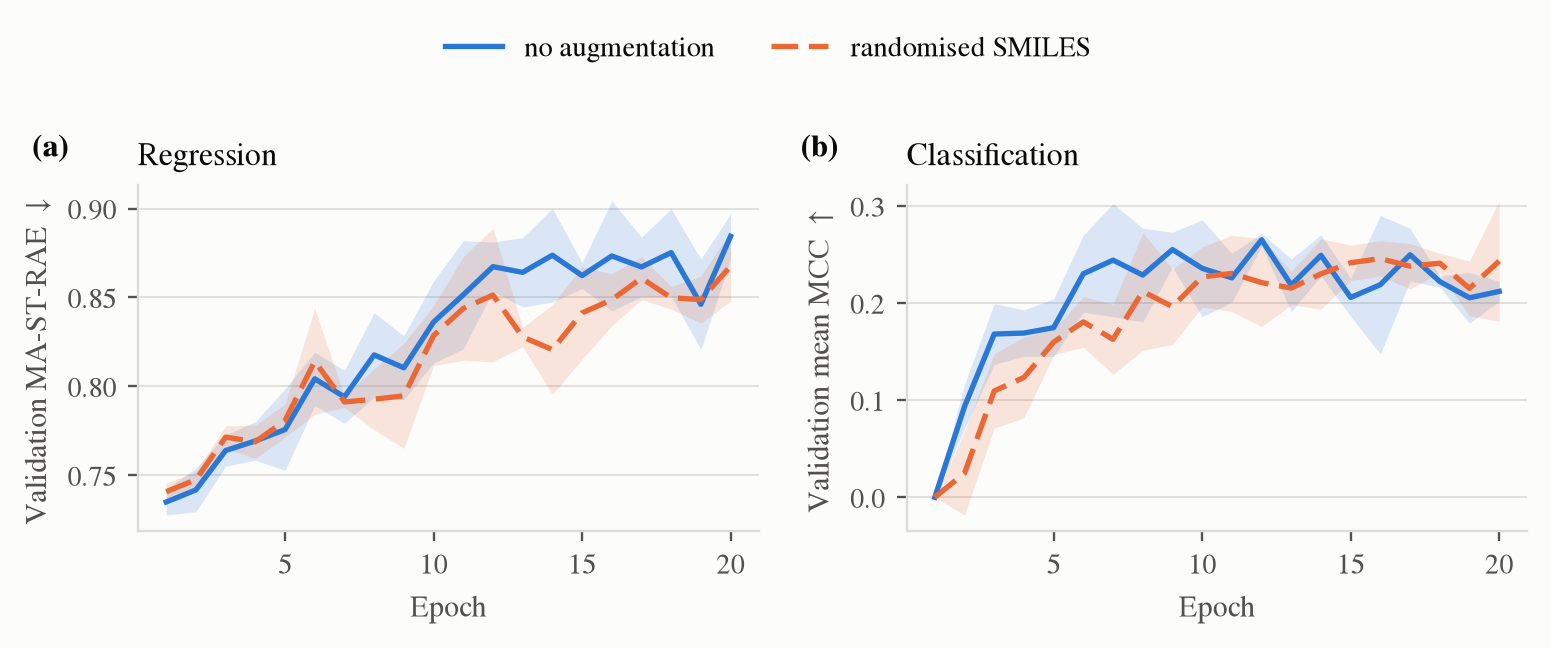 no augmentation randomised SMILES
(a) Regression
Validation MA-ST-RAE ↓
0.90
0.85
0.80
0.75
5 10 15 20
Epoch
(b) Classification
Validation mean MCC ↑
0.3
0.2
0.1
0.0
5 10 15 20
Epoch